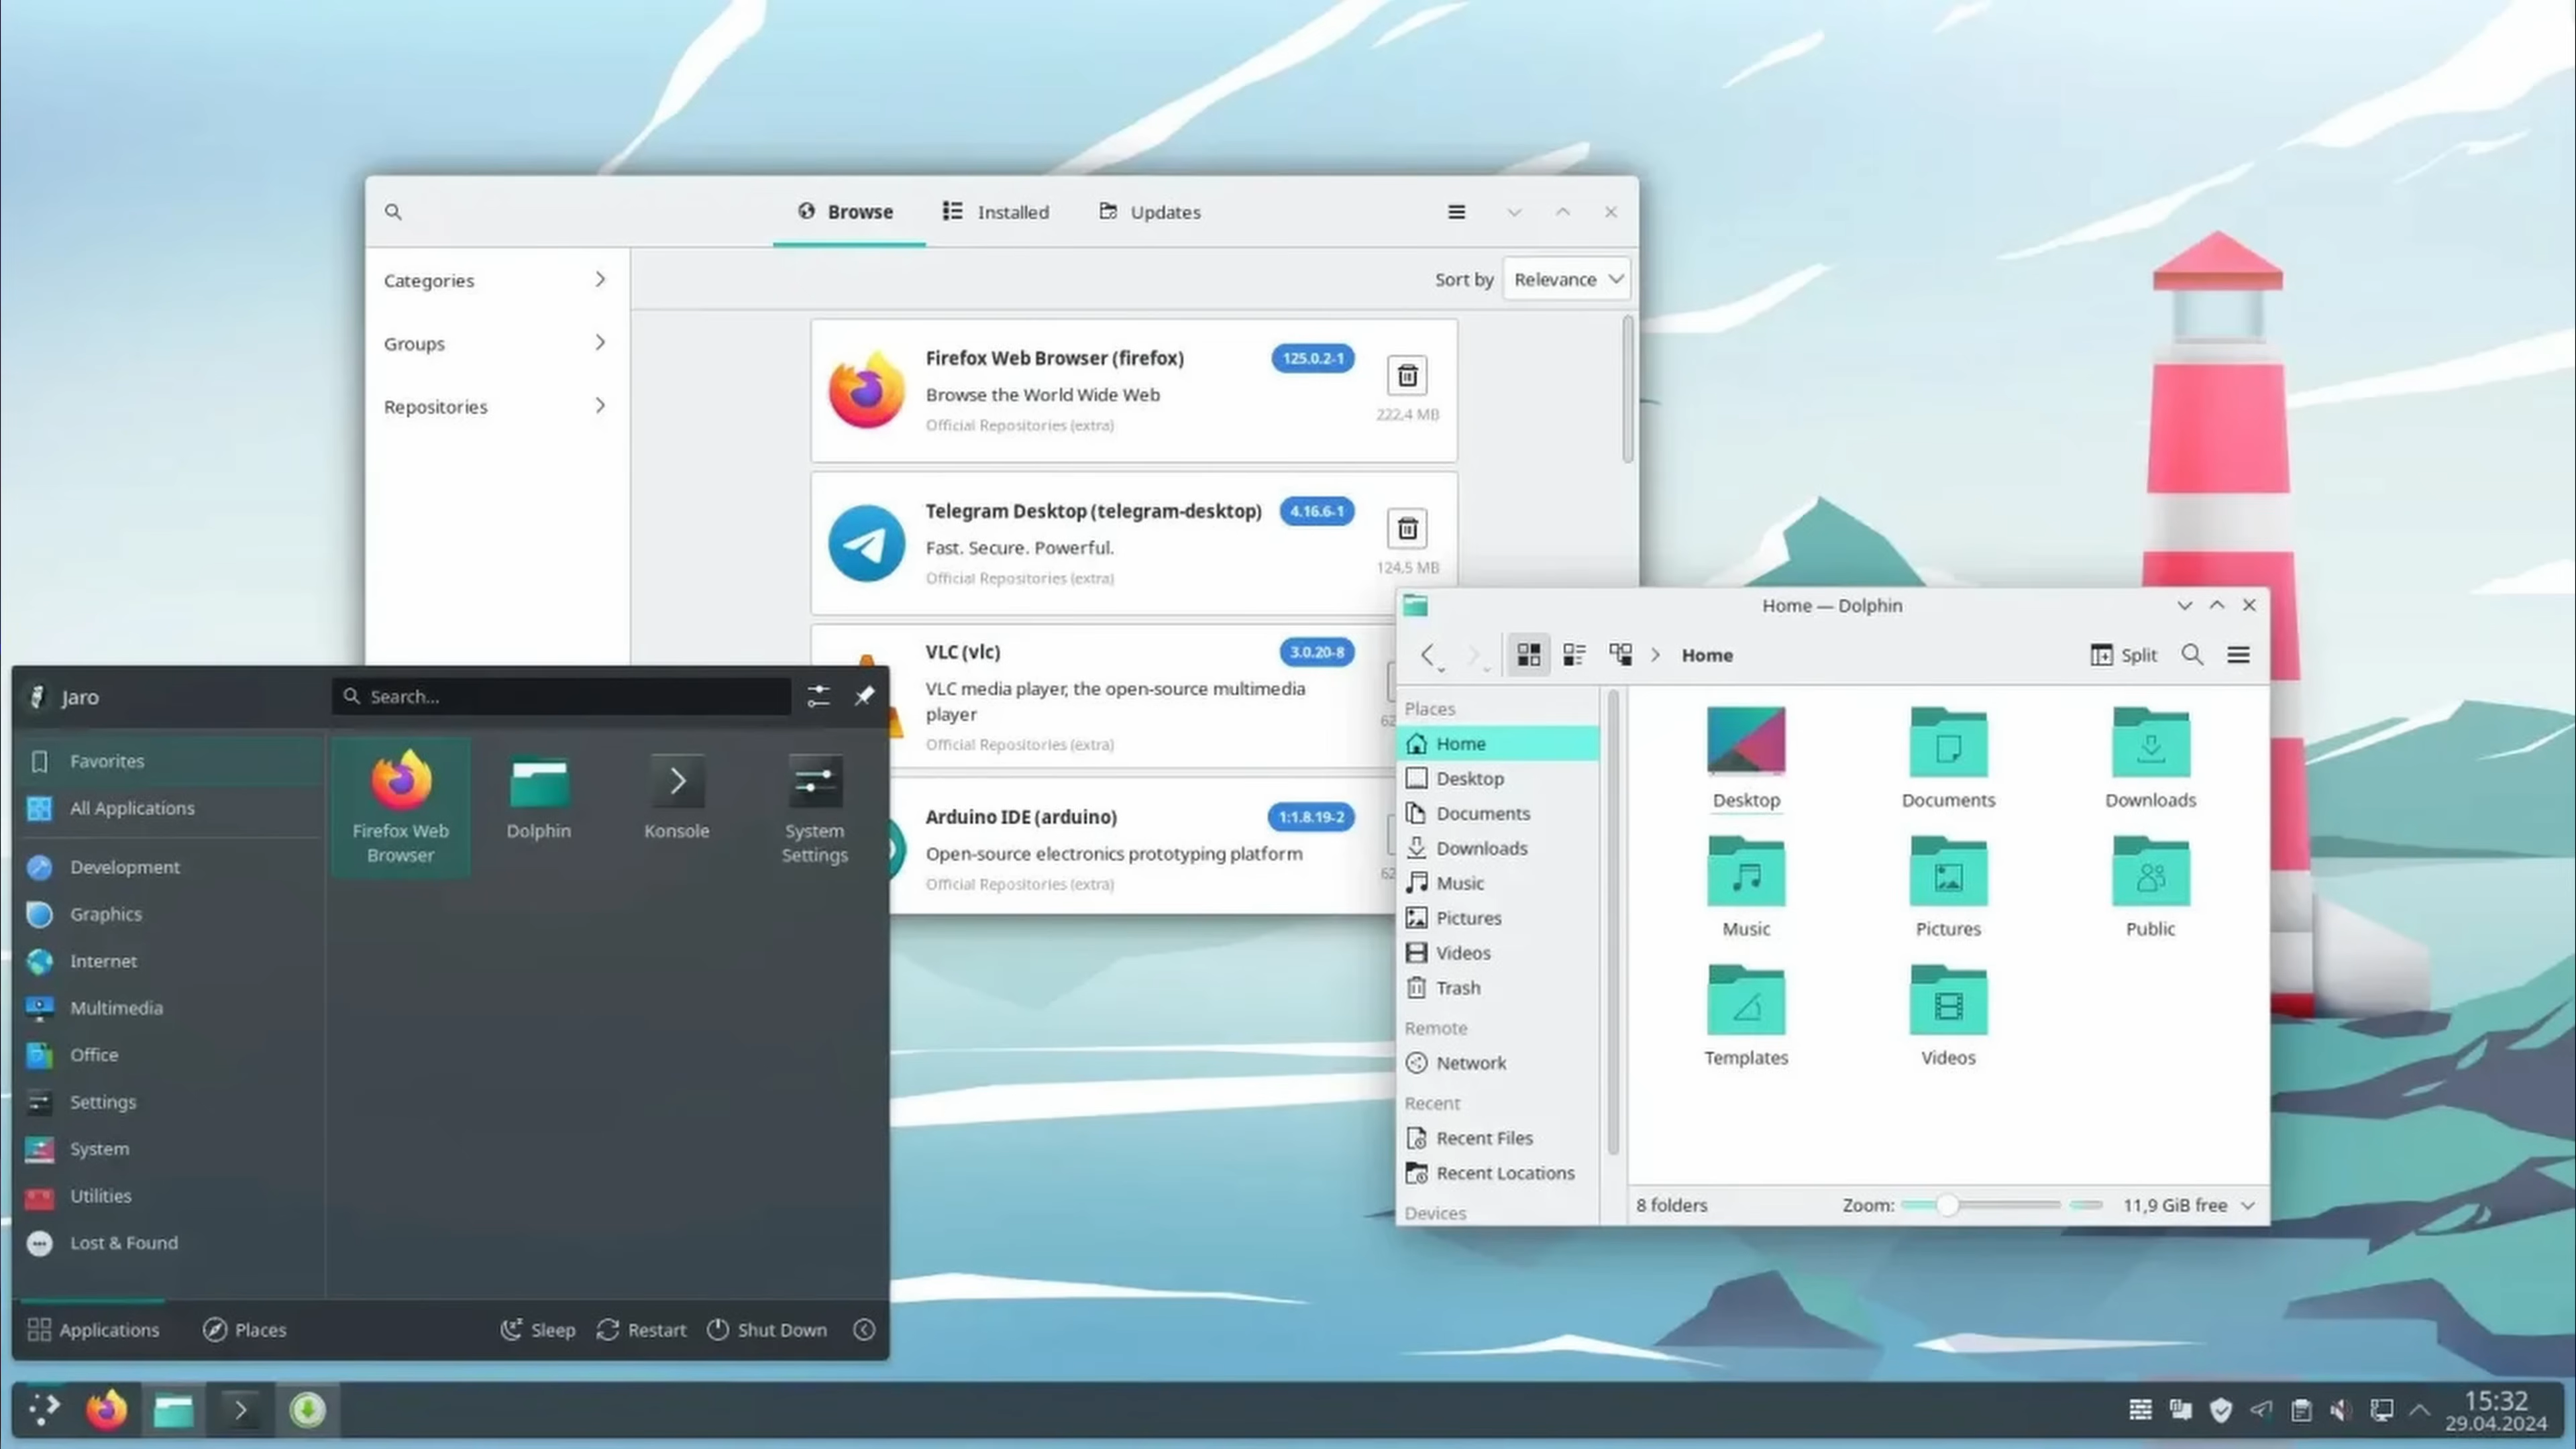 Browse
Installed
Updates
Categories
Groups
Repositories
Sort by
Relevance
Firefox Web Browser (firefox)
125.0.2-1
Browse the World Wide Web
222,4 MB
Official Repositories (extra)
Telegram Desktop (telegram-desktop)
4.16.6-1
Fast. Secure. Powerful.
124,5 MB
Official Repositories (extra)
VLC (vlc)
3.0.20-8
VLC media player, the open-source multimedia
player
62
Official Repositories (extra)
Arduino IDE (arduino)
1:1.8.19-2
Open-source electronics prototyping platform
62
Official Repositories (extra)
Home — Dolphin
Home
Split
Places
Home
Desktop
Documents
Downloads
Music
Pictures
Videos
Trash
Remote
Network
Recent
Recent Files
Recent Locations
Devices
Desktop
Documents
Downloads
Music
Pictures
Public
Templates
Videos
8 folders
Zoom:
11,9 GiB free
Jaro
Search...
Favorites
All Applications
Development
Graphics
Internet
Multimedia
Office
Settings
System
Utilities
Lost & Found
Firefox Web
Browser
Dolphin
Konsole
System
Settings
Applications
Places
Sleep
Restart
Shut Down
15:32
29.04.2024